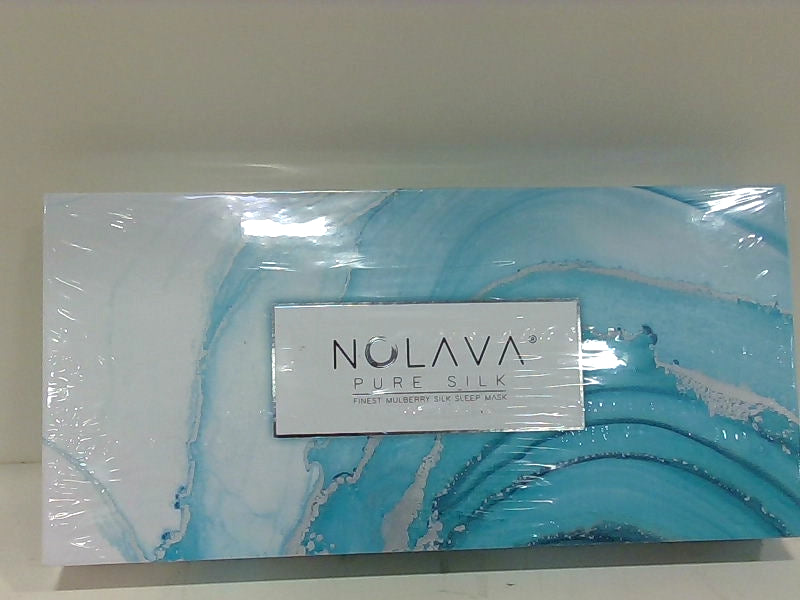 NOLAVA®
PURE SILK
FINEST MULBERRY SILK SLEEP MASK